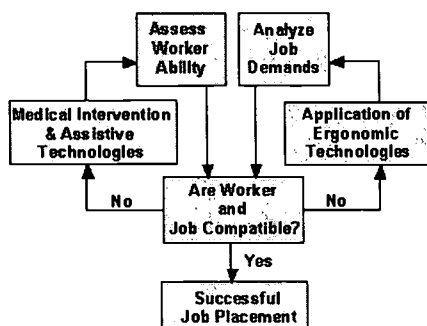 Assess
Worker
Ability
Analyze
Job
Demands
Medical Intervention
& Assistive
Technologies
Application of
Ergonomic
Technologies
No
Are Worker
and
Job Compatible?
No
Yes
Successful
Job Placement